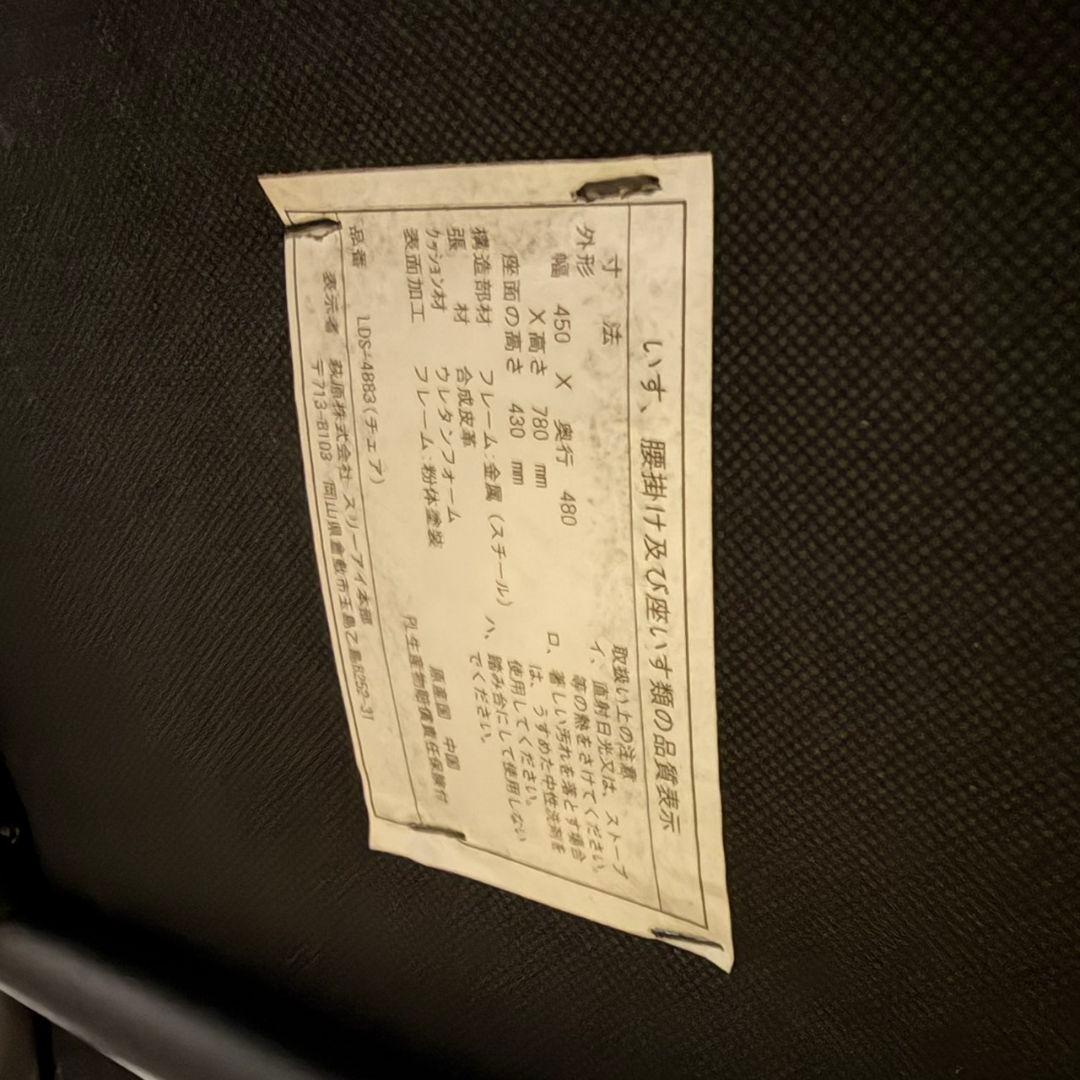 いす、腰掛け及び座いす類の品質表示
寸 法
外形
幅 450 X 奥行 480
X高さ 780 mm
座面の高さ 430 mm
構造部材 フレーム:金属(スチール)
張 材 合成皮革
クッション材 ウレタンフォーム
表面加工 フレーム:粉体塗装
取扱い上の注意
イ、直射日光又は、ストーブ
等の熱をさけてください。
ロ、著しい汚れを落とす場合
は、うすめた中性洗剤を
使用してください。
ハ、踏み台にして使用しない
でください。
原産国 中国
PL生産物賠償責任保険付
品番 LDS-4883(チェア)
表示者 萩原株式会社 スリーアイ本部
〒713-8103 岡山県倉敷市玉島乙島8252-31